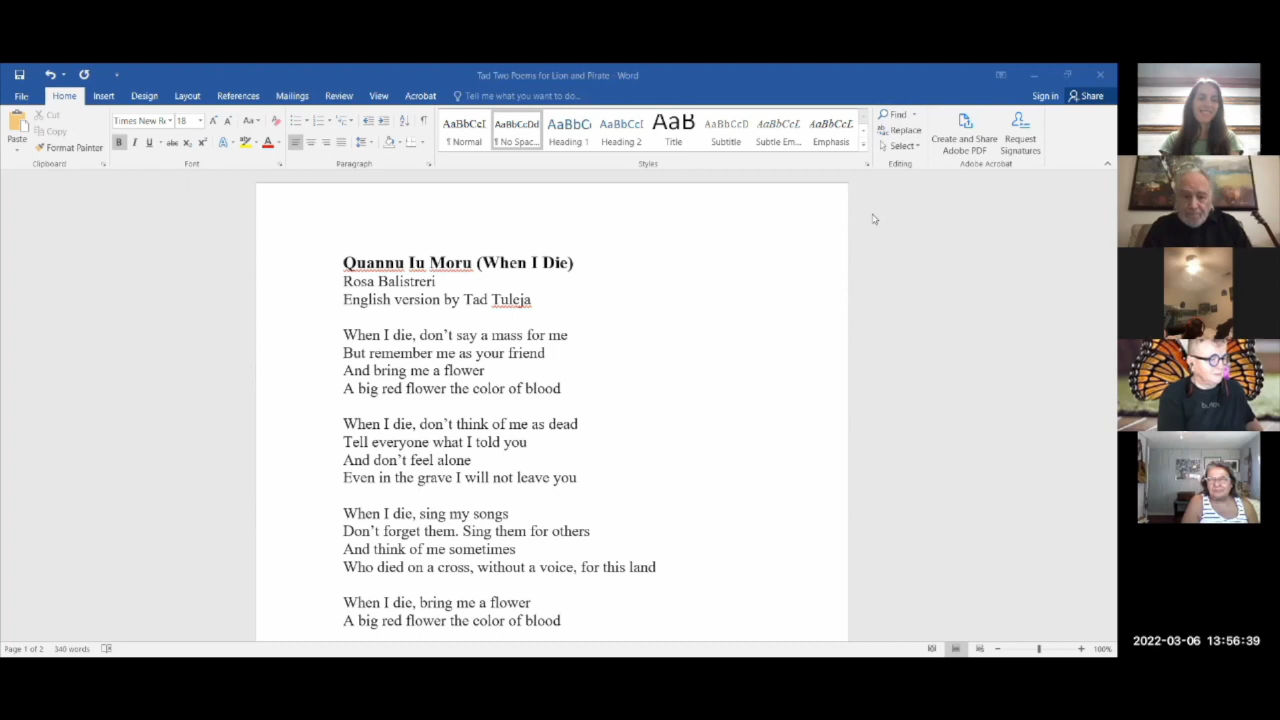 Tad Two Poems for Lion and Pirate - Word
File Home Insert Design Layout References Mailings Review View Acrobat Tell me what you want to do... Sign in Share
Paste
Cut
Copy
Format Painter
Clipboard
Times New Ro 18
Font
Paragraph
AaBbCcI AaBbCcDd AaBbCc AaBbCcI AaB AaBbCcD AaBbCcL AaBbCcL
¶ Normal ¶ No Spac... Heading 1 Heading 2 Title Subtitle Subtle Em... Emphasis
Styles
Find
Replace
Select
Editing
Create and Share Adobe PDF
Request Signatures
Adobe Acrobat
Quannu Iu Moru (When I Die)
Rosa Balistreri
English version by Tad Tuleja
When I die, don’t say a mass for me
But remember me as your friend
And bring me a flower
A big red flower the color of blood
When I die, don’t think of me as dead
Tell everyone what I told you
And don’t feel alone
Even in the grave I will not leave you
When I die, sing my songs
Don’t forget them. Sing them for others
And think of me sometimes
Who died on a cross, without a voice, for this land
When I die, bring me a flower
A big red flower the color of blood
Page 1 of 2 340 words 100%
2022-03-06 13:56:39